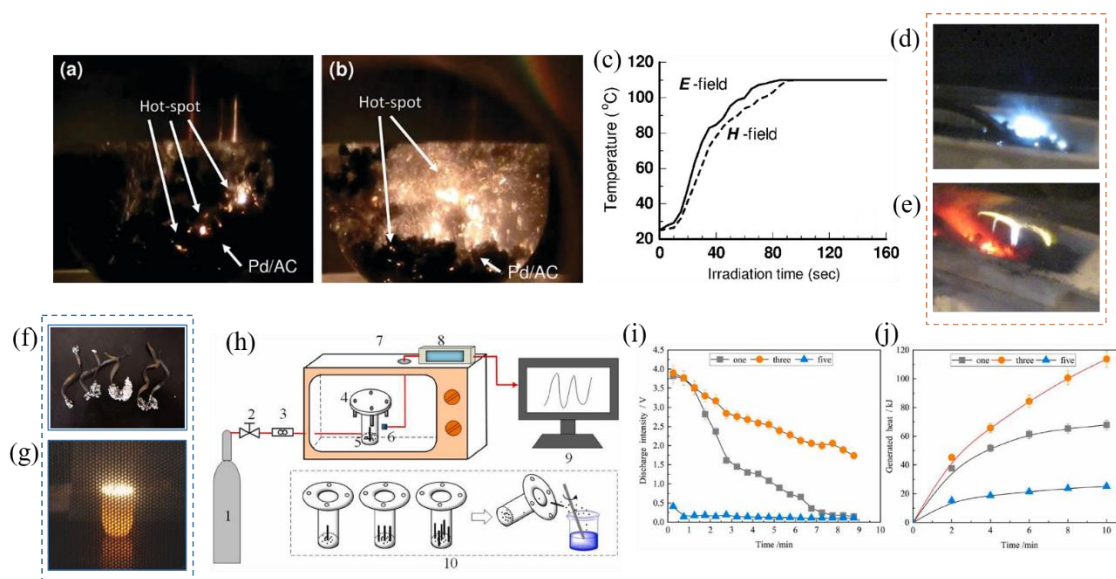 (a)
Hot-spot
Pd/AC
(b)
Hot-spot
Pd/AC
(c)
120
100
80
60
40
20
0 40 80 120 160
Temperature (°C)
Irradiation time (sec)
E-field
H-field
(d)
(e)
(f)
(g)
(h)
1
2
3
4
5
6
7
8
9
10
(i)
one three five
4.5
4.0
3.5
3.0
2.5
2.0
1.5
1.0
0.5
0.0
0 1 2 3 4 5 6 7 8 9 10
Discharge intensity / V
Time /min
(j)
one three five
120
100
80
60
40
20
0
0 2 4 6 8 10
Generated heat / kJ
Time /min